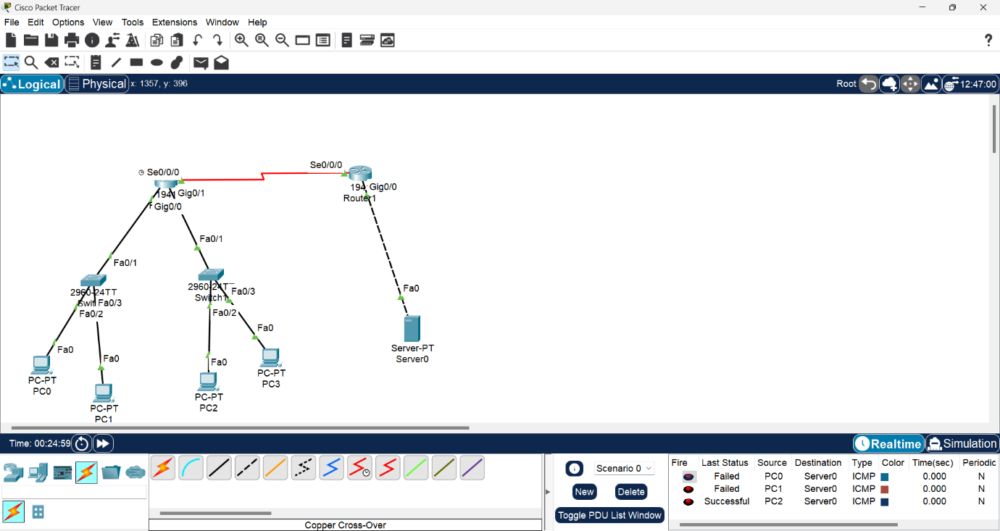 Cisco Packet Tracer
File Edit Options View Tools Extensions Window Help
?
Logical Physical x: 1357, y: 396 Root 12:47:00
Se0/0/0
Se0/0/0
1941 Gig0/1
Gig0/0
194 Gig0/0
Router1
Fa0/1
Fa0/1
2960-24TT
Swit Fa0/3
Fa0/2
2960-24TT
Fa0/3
Switch1
Fa0/2
Fa0
Fa0
Server-PT
Server0
Fa0
Fa0
Fa0
PC-PT
PC0
PC-PT
PC1
PC-PT
PC2
PC-PT
PC3
Time: 00:24:59 Realtime Simulation
Copper Cross-Over
Scenario 0
New Delete
Toggle PDU List Window
Fire Last Status Source Destination Type Color Time(sec) Periodic
Failed PC0 Server0 ICMP 0.000 N
Failed PC1 Server0 ICMP 0.000 N
Successful PC2 Server0 ICMP 0.000 N